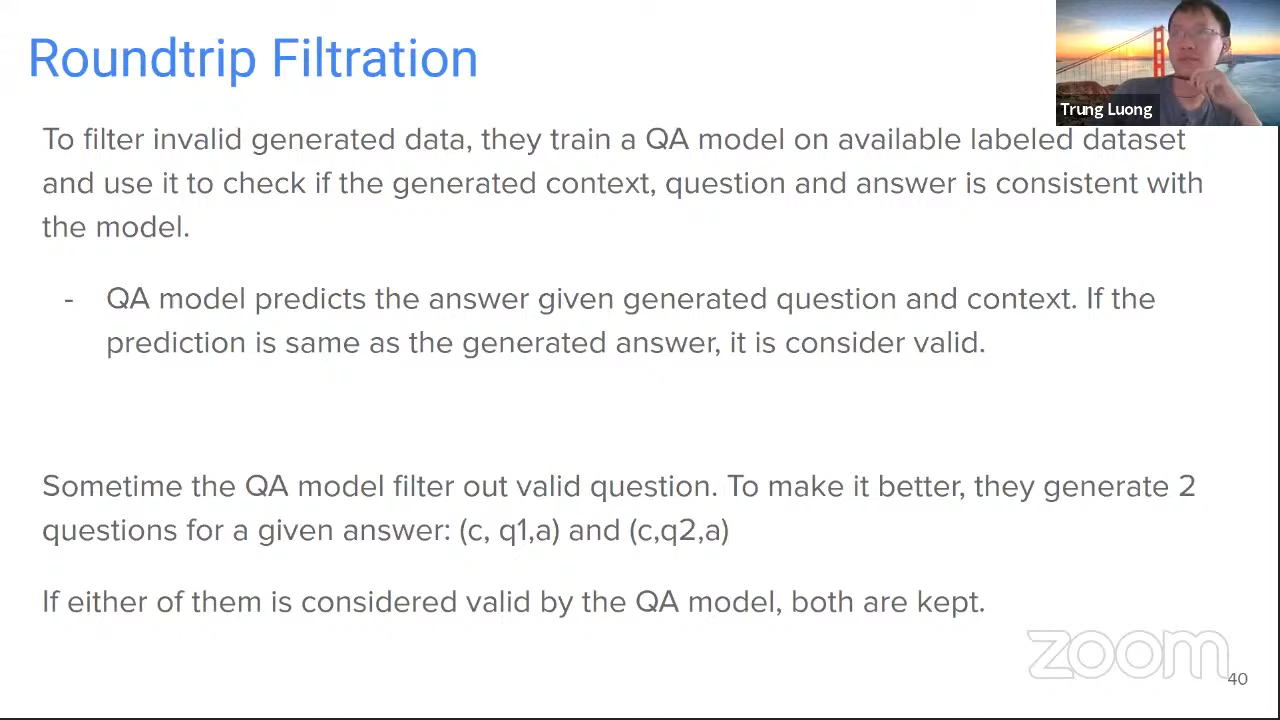 Roundtrip Filtration
Trung Luong
To filter invalid generated data, they train a QA model on available labeled dataset
and use it to check if the generated context, question and answer is consistent with
the model.
- QA model predicts the answer given generated question and context. If the
prediction is same as the generated answer, it is consider valid.
Sometime the QA model filter out valid question. To make it better, they generate 2
questions for a given answer: (c, q1,a) and (c,q2,a)
If either of them is considered valid by the QA model, both are kept.
zoom
40